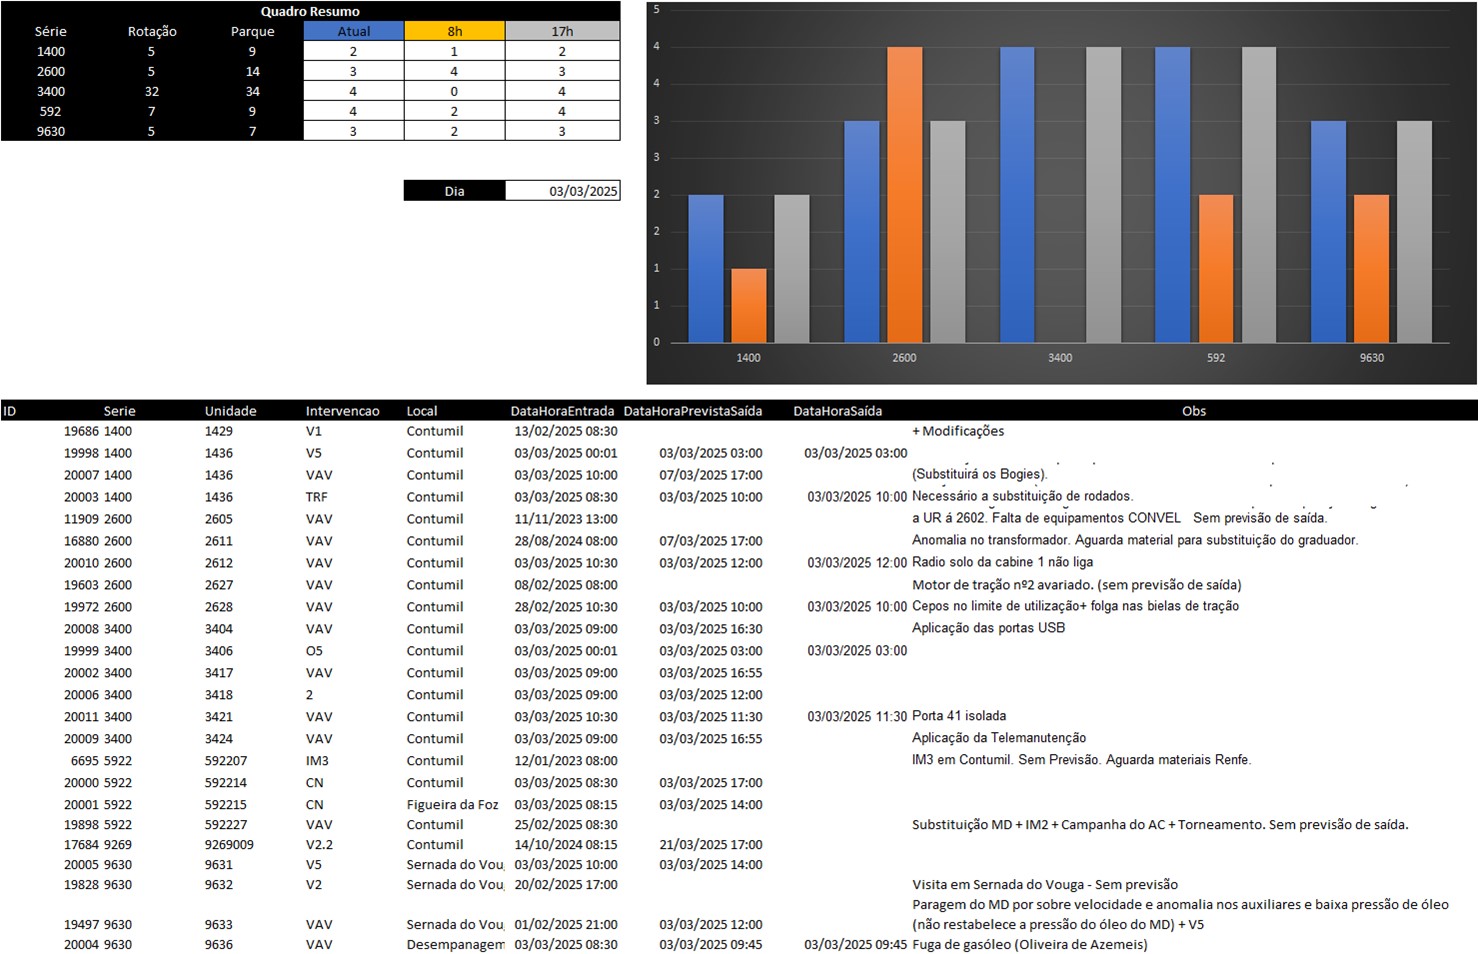 Quadro Resumo
Série Rotação Parque Atual 8h 17h
1400 5 9 2 1 2
2600 5 14 3 4 3
3400 32 34 4 0 4
592 7 9 4 2 4
9630 5 7 3 2 3
Dia 03/03/2025
5
4
4
3
3
2
2
1
1
0
1400 2600 3400 592 9630
ID Serie Unidade Intervencao Local DataHoraEntrada DataHoraPrevistaSaída DataHoraSaída Obs
19686 1400 1429 V1 Contumil 13/02/2025 08:30 + Modificações
19998 1400 1436 V5 Contumil 03/03/2025 00:01 03/03/2025 03:00 03/03/2025 03:00
20007 1400 1436 VAV Contumil 03/03/2025 10:00 07/03/2025 17:00 (Substituirá os Bogies).
20003 1400 1436 TRF Contumil 03/03/2025 08:30 03/03/2025 10:00 03/03/2025 10:00 Necessário a substituição de rodados.
11909 2600 2605 VAV Contumil 11/11/2023 13:00 a UR á 2602. Falta de equipamentos CONVEL Sem previsão de saída.
16880 2600 2611 VAV Contumil 28/08/2024 08:00 07/03/2025 17:00 Anomalia no transformador. Aguarda material para substituição do graduador.
20010 2600 2612 VAV Contumil 03/03/2025 10:30 03/03/2025 12:00 03/03/2025 12:00 Radio solo da cabine 1 não liga
19603 2600 2627 VAV Contumil 08/02/2025 08:00 Motor de tração nº2 avariado. (sem previsão de saída)
19972 2600 2628 VAV Contumil 28/02/2025 10:30 03/03/2025 10:00 03/03/2025 10:00 Cepos no limite de utilização+ folga nas bielas de tração
20008 3400 3404 VAV Contumil 03/03/2025 09:00 03/03/2025 16:30 Aplicação das portas USB
19999 3400 3406 O5 Contumil 03/03/2025 00:01 03/03/2025 03:00 03/03/2025 03:00
20002 3400 3417 VAV Contumil 03/03/2025 09:00 03/03/2025 16:55
20006 3400 3418 2 Contumil 03/03/2025 09:00 03/03/2025 12:00
20011 3400 3421 VAV Contumil 03/03/2025 10:30 03/03/2025 11:30 03/03/2025 11:30 Porta 41 isolada
20009 3400 3424 VAV Contumil 03/03/2025 09:00 03/03/2025 16:55 Aplicação da Telemanutenção
6695 5922 592207 IM3 Contumil 12/01/2023 08:00 IM3 em Contumil. Sem Previsão. Aguarda materiais Renfe.
20000 5922 592214 CN Contumil 03/03/2025 08:30 03/03/2025 17:00
20001 5922 592215 CN Figueira da Foz 03/03/2025 08:15 03/03/2025 14:00
19898 5922 592227 VAV Contumil 25/02/2025 08:30 Substituição MD + IM2 + Campanha do AC + Torneamento. Sem previsão de saída.
17684 9269 9269009 V2.2 Contumil 14/10/2024 08:15 21/03/2025 17:00
20005 9630 9631 V5 Sernada do Vou 03/03/2025 10:00 03/03/2025 14:00
19828 9630 9632 V2 Sernada do Vou 20/02/2025 17:00 Visita em Sernada do Vouga - Sem previsão
Paragem do MD por sobre velocidade e anomalia nos auxiliares e baixa pressão de óleo
19497 9630 9633 VAV Sernada do Vou 01/02/2025 21:00 03/03/2025 12:00 (não restabelece a pressão do óleo do MD) + V5
20004 9630 9636 VAV Desempanagem 03/03/2025 08:30 03/03/2025 09:45 03/03/2025 09:45 Fuga de gasóleo (Oliveira de Azemeis)